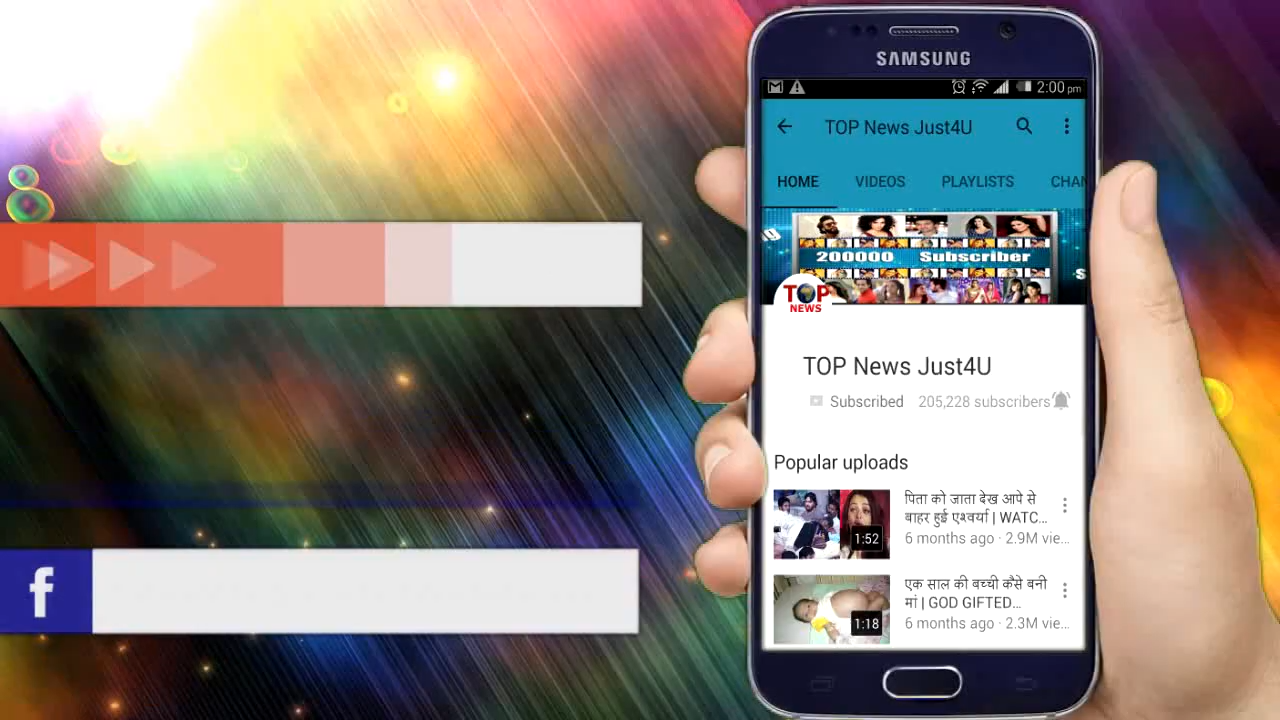 SAMSUNG
2:00 pm
TOP News Just4U
HOME VIDEOS PLAYLISTS CHAN
200000 Subscriber
TOP
NEWS
TOP News Just4U
Subscribed 205,228 subscribers
Popular uploads
पिता को जाता देख आपे से
बाहर हुई एश्वर्या | WATC...
6 months ago · 2.9M vie...
1:52
एक साल की बच्ची कैसे बनी
मां | GOD GIFTED...
6 months ago · 2.3M vie...
1:18
f